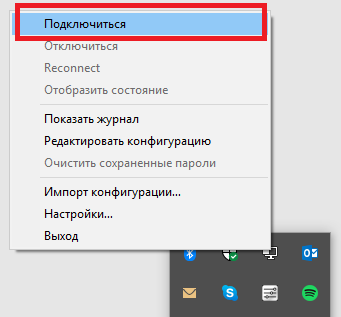 Подключиться
Отключиться
Reconnect
Отобразить состояние
Показать журнал
Редактировать конфигурацию
Очистить сохраненные пароли
Импорт конфигурации...
Настройки...
Выход